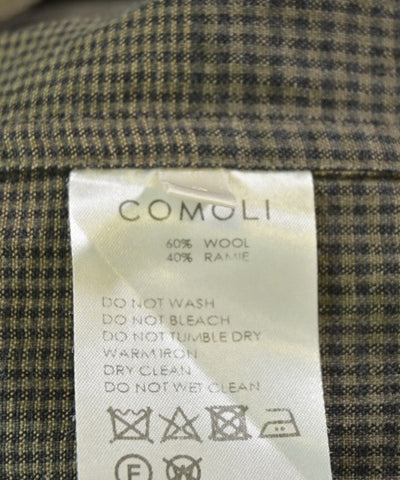 COMOLI
60% WOOL
40% RAMIE
DO NOT WASH
DO NOT BLEACH
DO NOT TUMBLE DRY
WARM IRON
DRY CLEAN
DO NOT WET CLEAN
F W